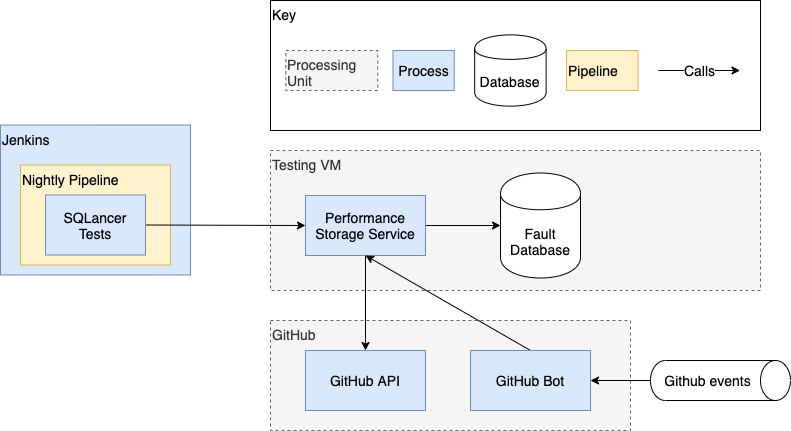 Key
Processing
Unit
Process
Database
Pipeline
Calls
Jenkins
Nightly Pipeline
SQLancer
Tests
Testing VM
Performance
Storage Service
Fault
Database
GitHub
GitHub API
GitHub Bot
Github events